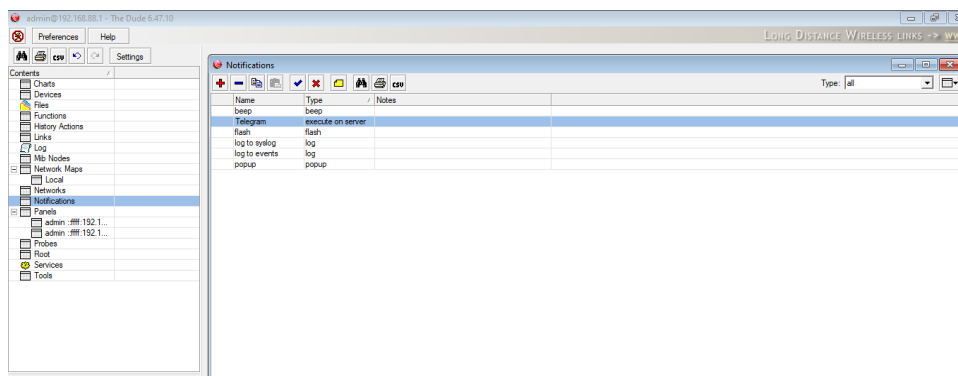 admin@192.168.88.1 - The Dude 6.47.10
Preferences Help
LONG DISTANCE WIRELESS LINKS ->
CSV Settings
Contents
Charts
Devices
Files
Functions
History Actions
Links
Log
Mib Nodes
Network Maps
Local
Networks
Notifications
Panels
admin ::ffff:192.1...
admin ::ffff:192.1...
Probes
Root
Services
Tools
Notifications
CSV Type: all
Name Type Notes
beep beep
Telegram execute on server
flash flash
log to syslog log
log to events log
popup popup